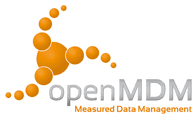 openMDM
Measured Data Management